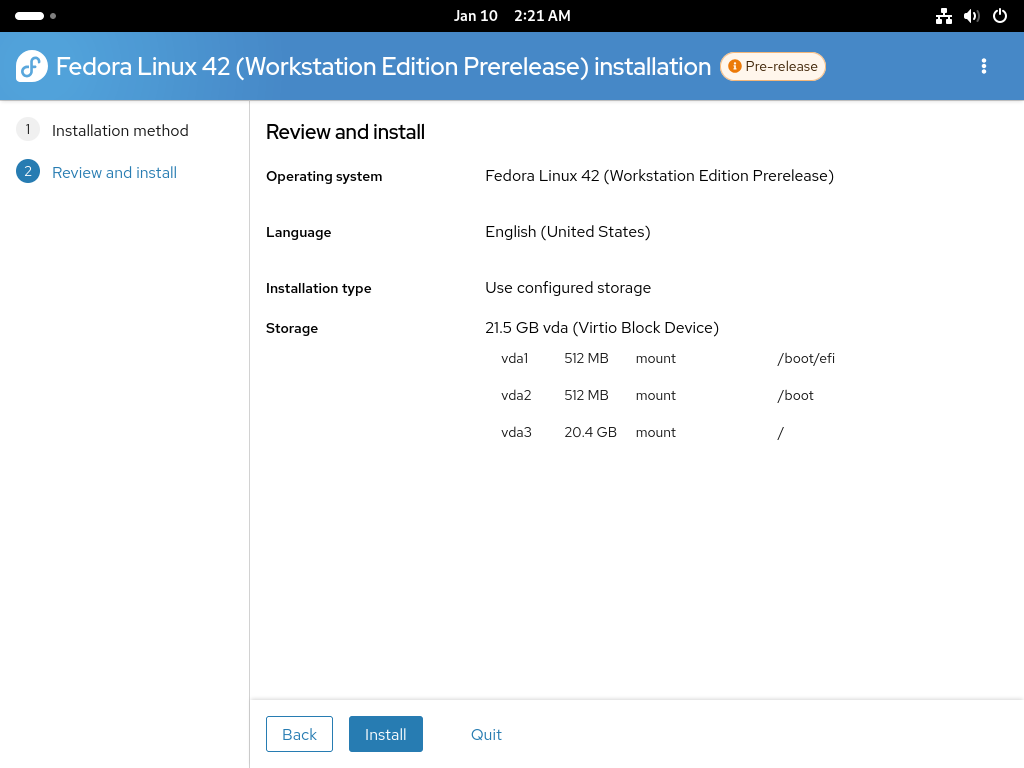 Jan 10 2:21 AM
Fedora Linux 42 (Workstation Edition Prerelease) installation Pre-release
1 Installation method
2 Review and install
Review and install
Operating system Fedora Linux 42 (Workstation Edition Prerelease)
Language English (United States)
Installation type Use configured storage
Storage 21.5 GB vda (Virtio Block Device)
vda1 512 MB mount /boot/efi
vda2 512 MB mount /boot
vda3 20.4 GB mount /
Back Install Quit